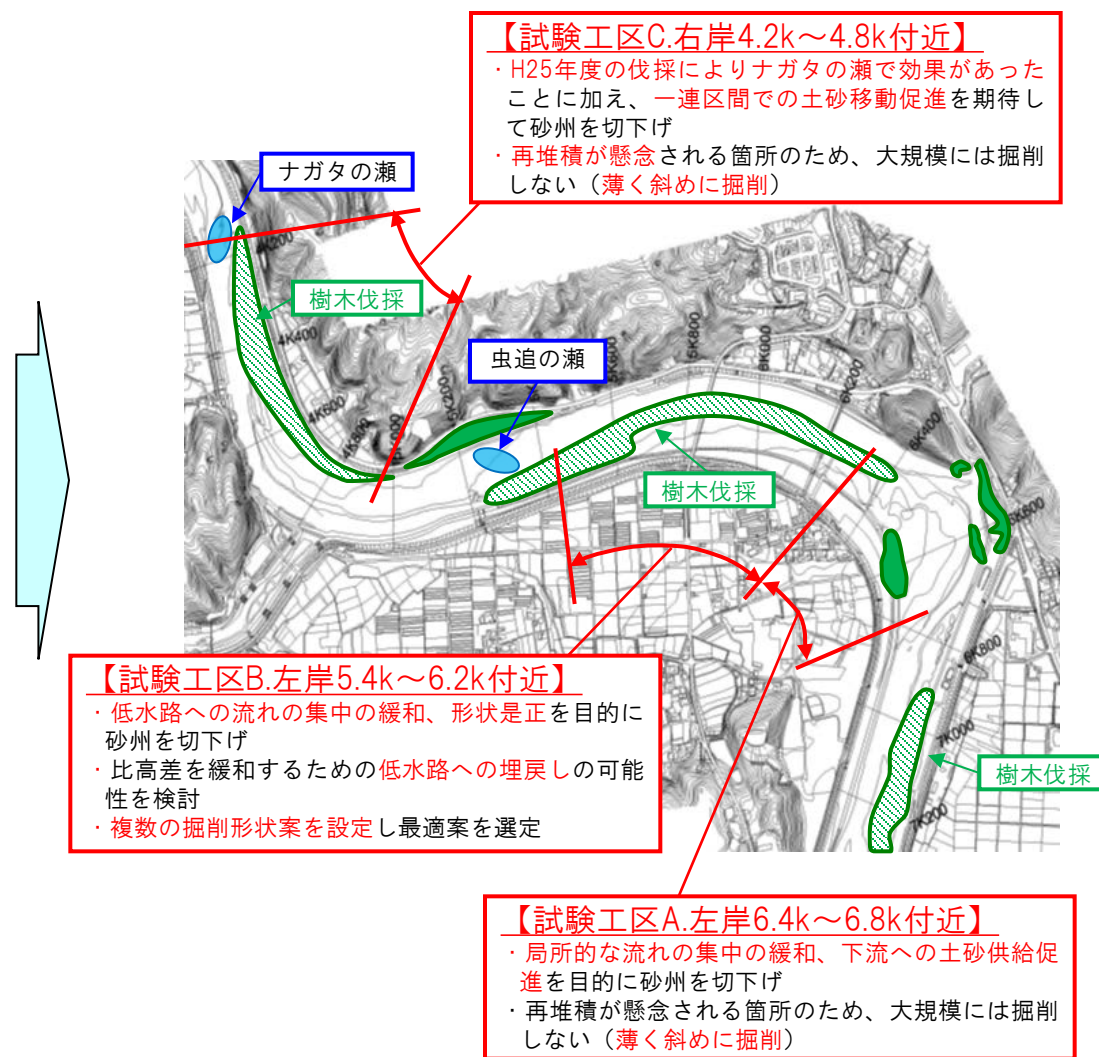 【試験工区C.右岸4.2k～4.8k付近】
・H25年度の伐採によりナガタの瀬で効果があった
ことに加え、一連区間での土砂移動促進を期待し
て砂州を切下げ
・再堆積が懸念される箇所のため、大規模には掘削
しない（薄く斜めに掘削）
ナガタの瀬
4K200
樹木伐採
4K400
虫追の瀬
4K600
4K800
5K200
5K800
6K000
6K200
6K400
樹木伐採
6K600
6K800
【試験工区B.左岸5.4k～6.2k付近】
・低水路への流れの集中の緩和、形状是正を目的に
砂州を切下げ
・比高差を緩和するための低水路への埋戻しの可能
性を検討
・複数の掘削形状案を設定し最適案を選定
7K000
樹木伐採
7K200
【試験工区A.左岸6.4k～6.8k付近】
・局所的な流れの集中の緩和、下流への土砂供給促
進を目的に砂州を切下げ
・再堆積が懸念される箇所のため、大規模には掘削
しない（薄く斜めに掘削）